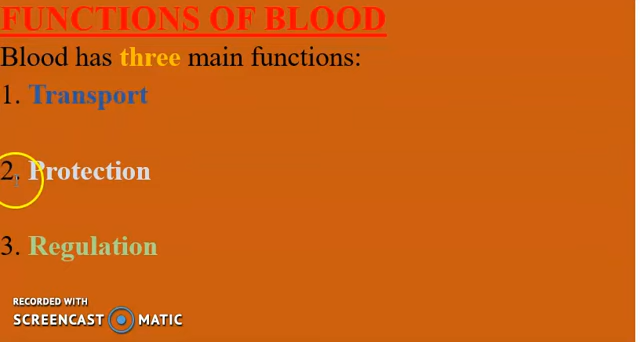 FUNCTIONS OF BLOOD
Blood has three main functions:
1. Transport
2. Protection
3. Regulation
RECORDED WITH
SCREENCAST MATIC